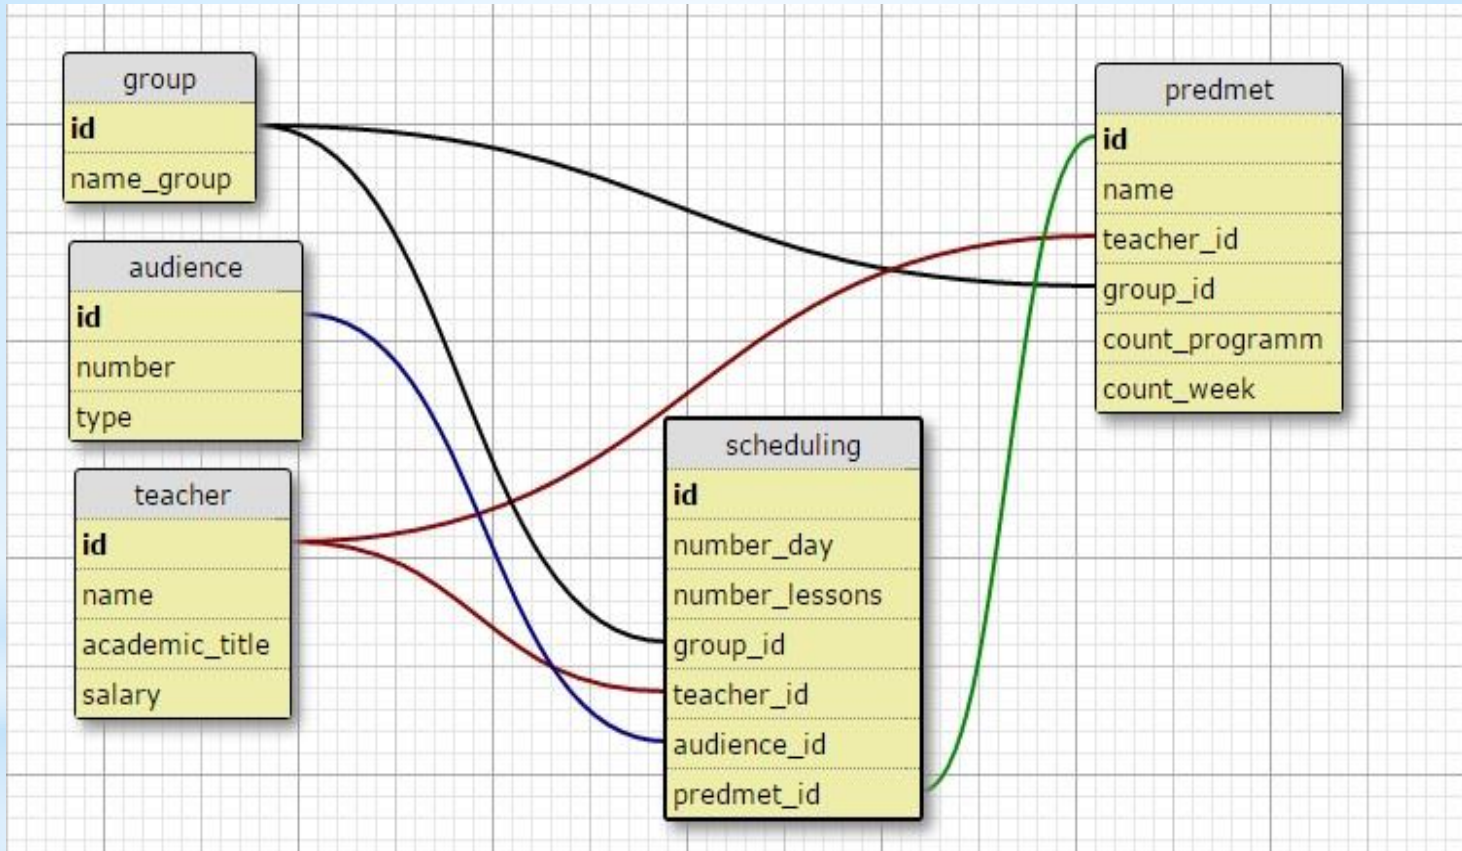 group
id
name_group
audience
id
number
type
teacher
id
name
academic_title
salary
scheduling
id
number_day
number_lessons
group_id
teacher_id
audience_id
predmet_id
predmet
id
name
teacher_id
group_id
count_programm
count_week